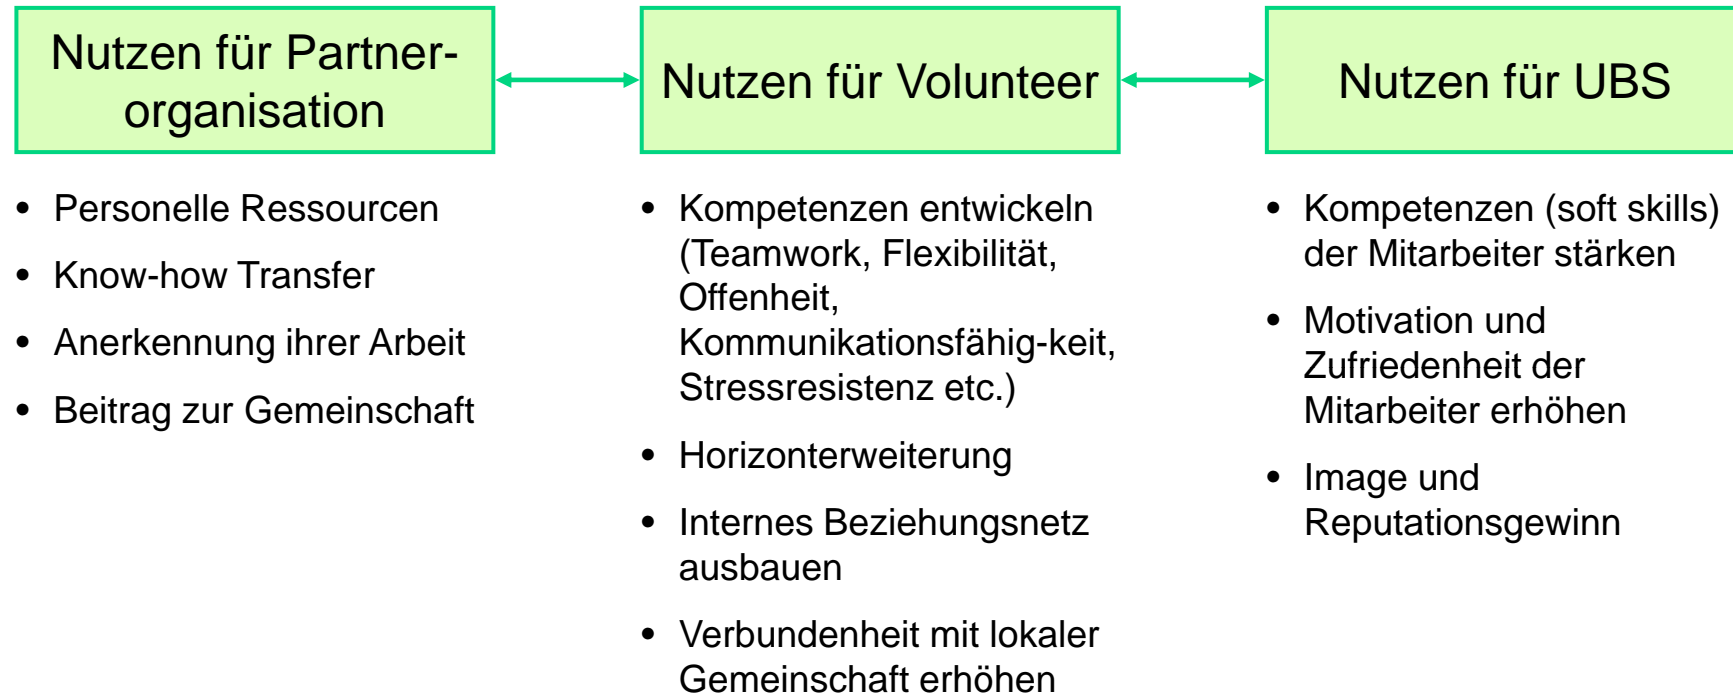 Nutzen für Partner-
organisation
• Personelle Ressourcen
• Know-how Transfer
• Anerkennung ihrer Arbeit
• Beitrag zur Gemeinschaft
Nutzen für Volunteer
• Kompetenzen entwickeln
(Teamwork, Flexibilität,
Offenheit,
Kommunikationsfähig-keit,
Stressresistenz etc.)
• Horizonterweiterung
• Internes Beziehungsnetz
ausbauen
• Verbundenheit mit lokaler
Gemeinschaft erhöhen
Nutzen für UBS
• Kompetenzen (soft skills)
der Mitarbeiter stärken
• Motivation und
Zufriedenheit der
Mitarbeiter erhöhen
• Image und
Reputationsgewinn